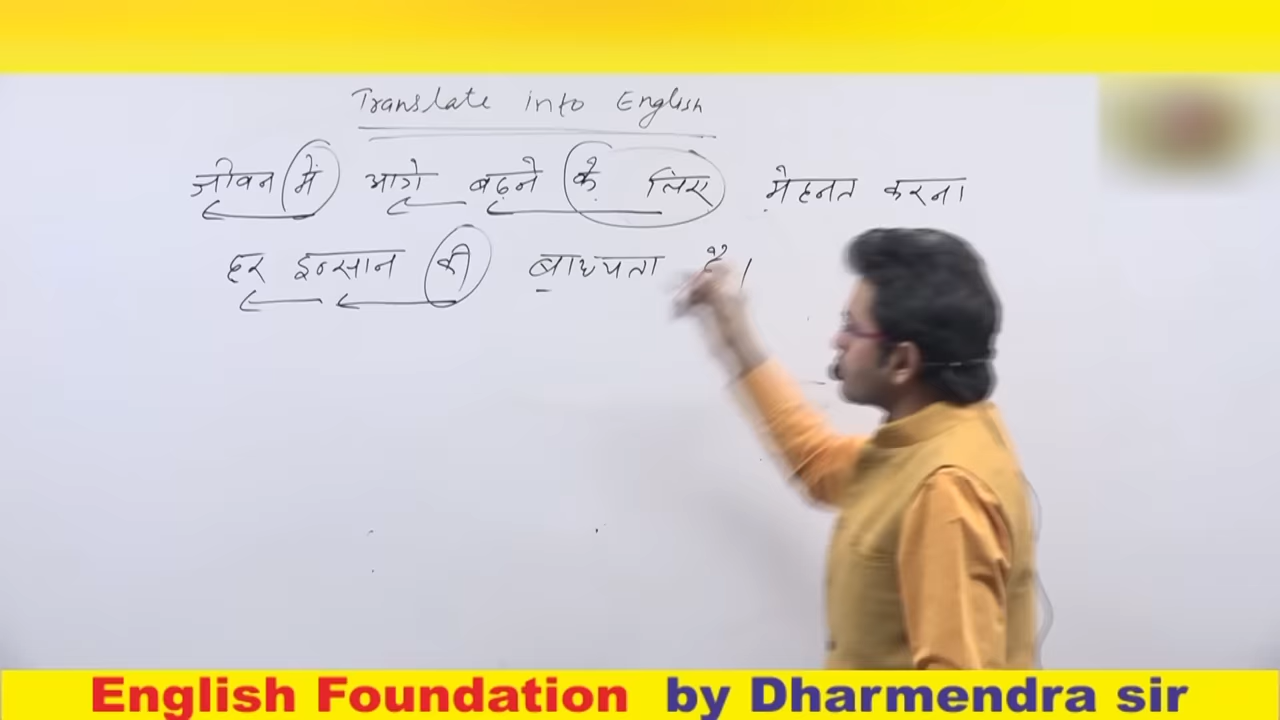 Translate into English
जीवन में आगे बढ़ने के लिए मेहनत करना
हर इन्सान की बाध्यता है।
English Foundation by Dharmendra sir